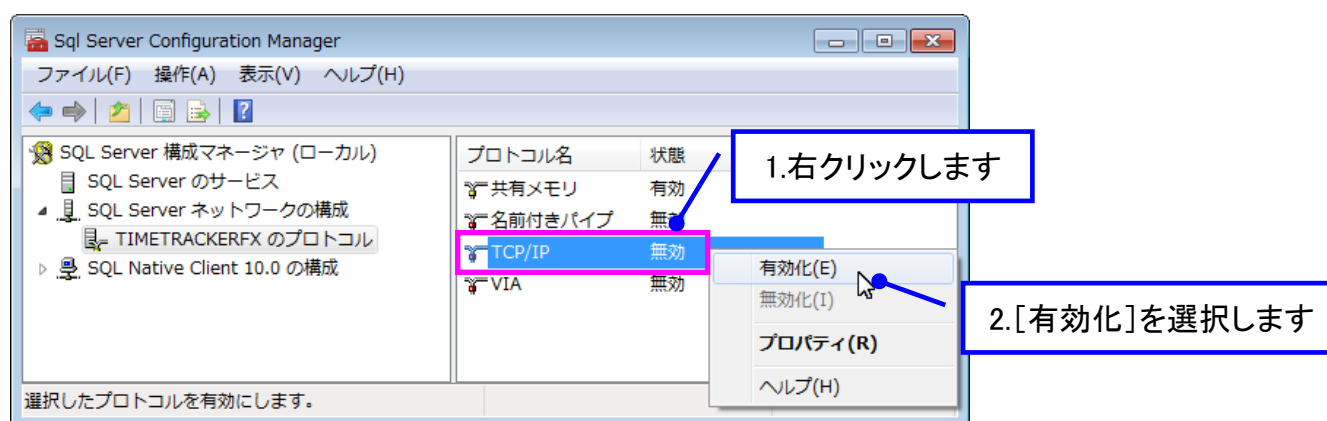 Sql Server Configuration Manager
ファイル(F) 操作(A) 表示(V) ヘルプ(H)
SQL Server 構成マネージャ (ローカル)
SQL Server のサービス
SQL Server ネットワークの構成
TIMETRACKERFX のプロトコル
SQL Native Client 10.0 の構成
プロトコル名 状態
共有メモリ 有効
名前付きパイプ 無効
TCP/IP 無効
VIA 無効
1.右クリックします
有効化(E)
無効化(I)
プロパティ(R)
ヘルプ(H)
2.[有効化]を選択します
選択したプロトコルを有効にします。